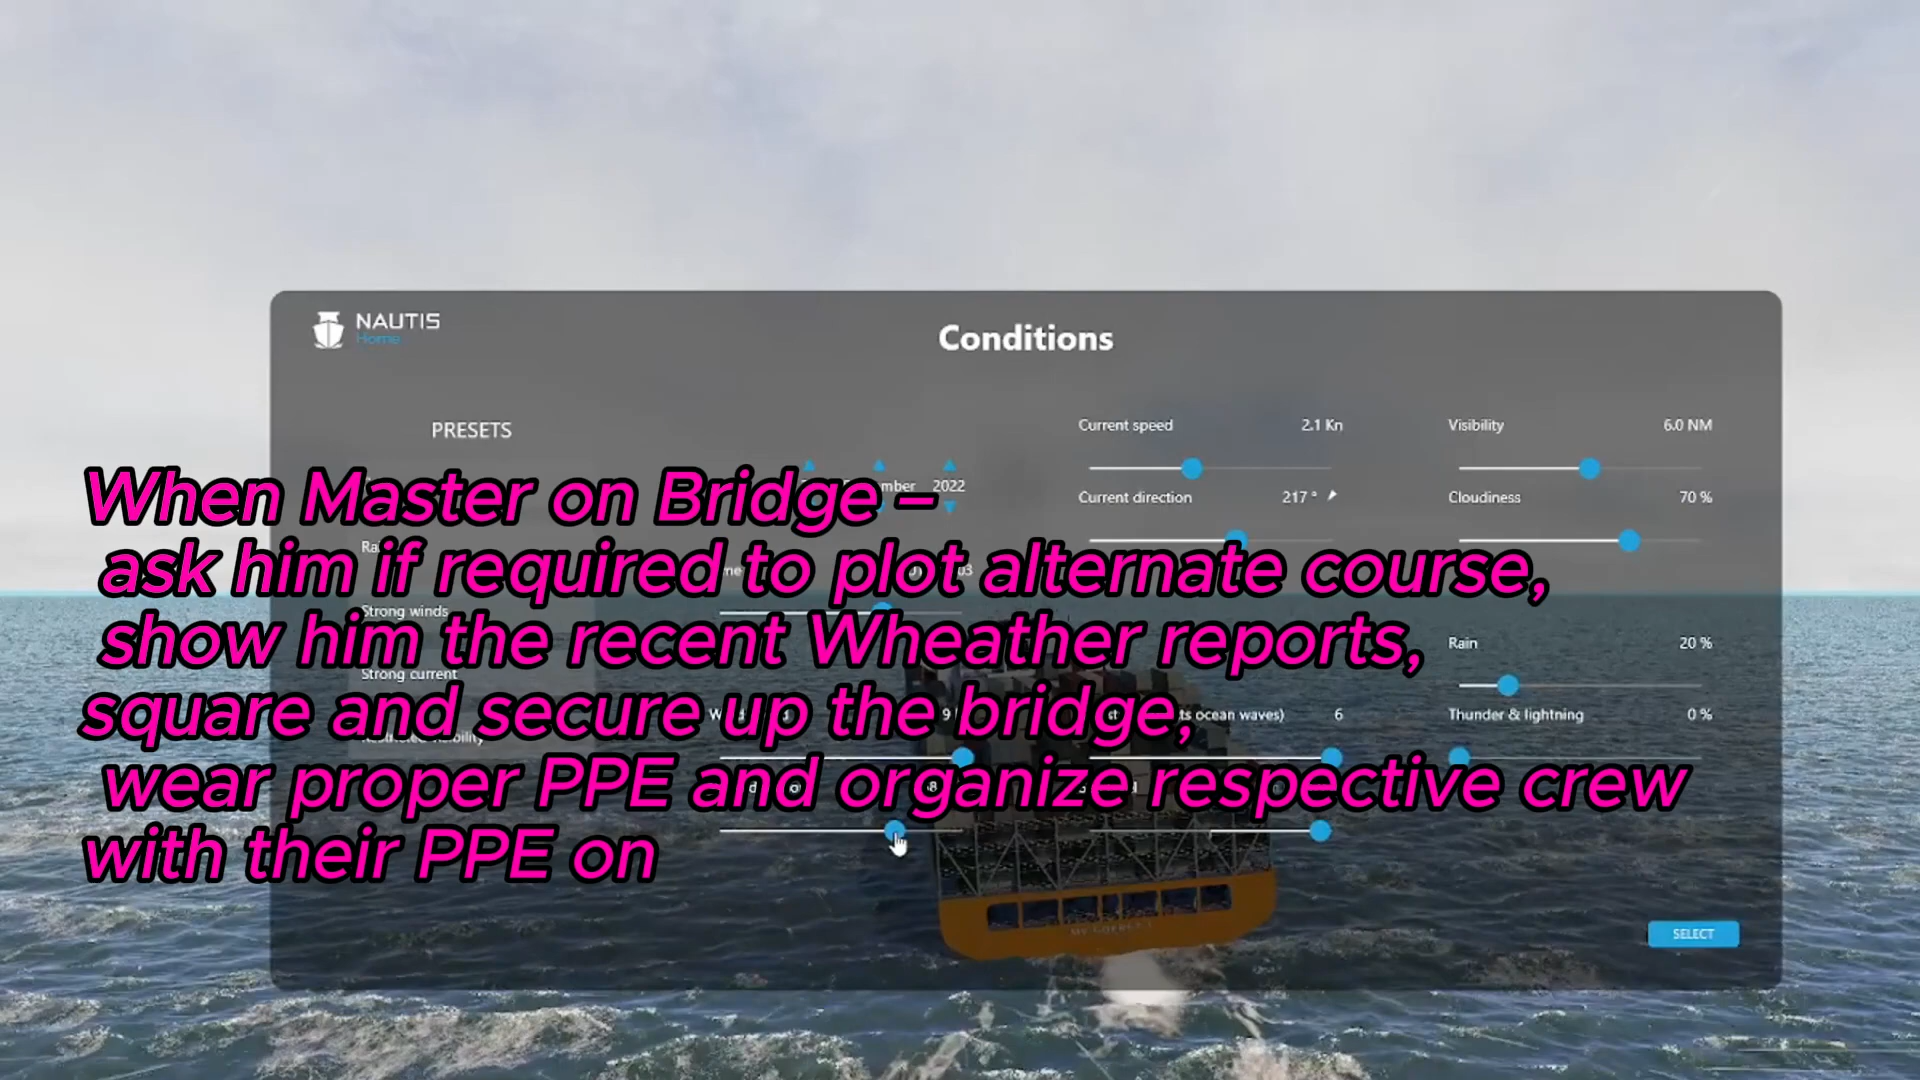 NAUTIS
Home
Conditions
PRESETS
Current speed 2.1 Kn
Visibility 6.0 NM
2022
Current direction 217 °
Cloudiness 70 %
When Master on Bridge –
ask him if required to plot alternate course,
Strong winds
show him the recent Wheather reports,
Rain 20 %
Strong current
square and secure up the bridge,
ocean waves) 6
Thunder & lightning 0 %
wear proper PPE and organize respective crew
with their PPE on
SELECT